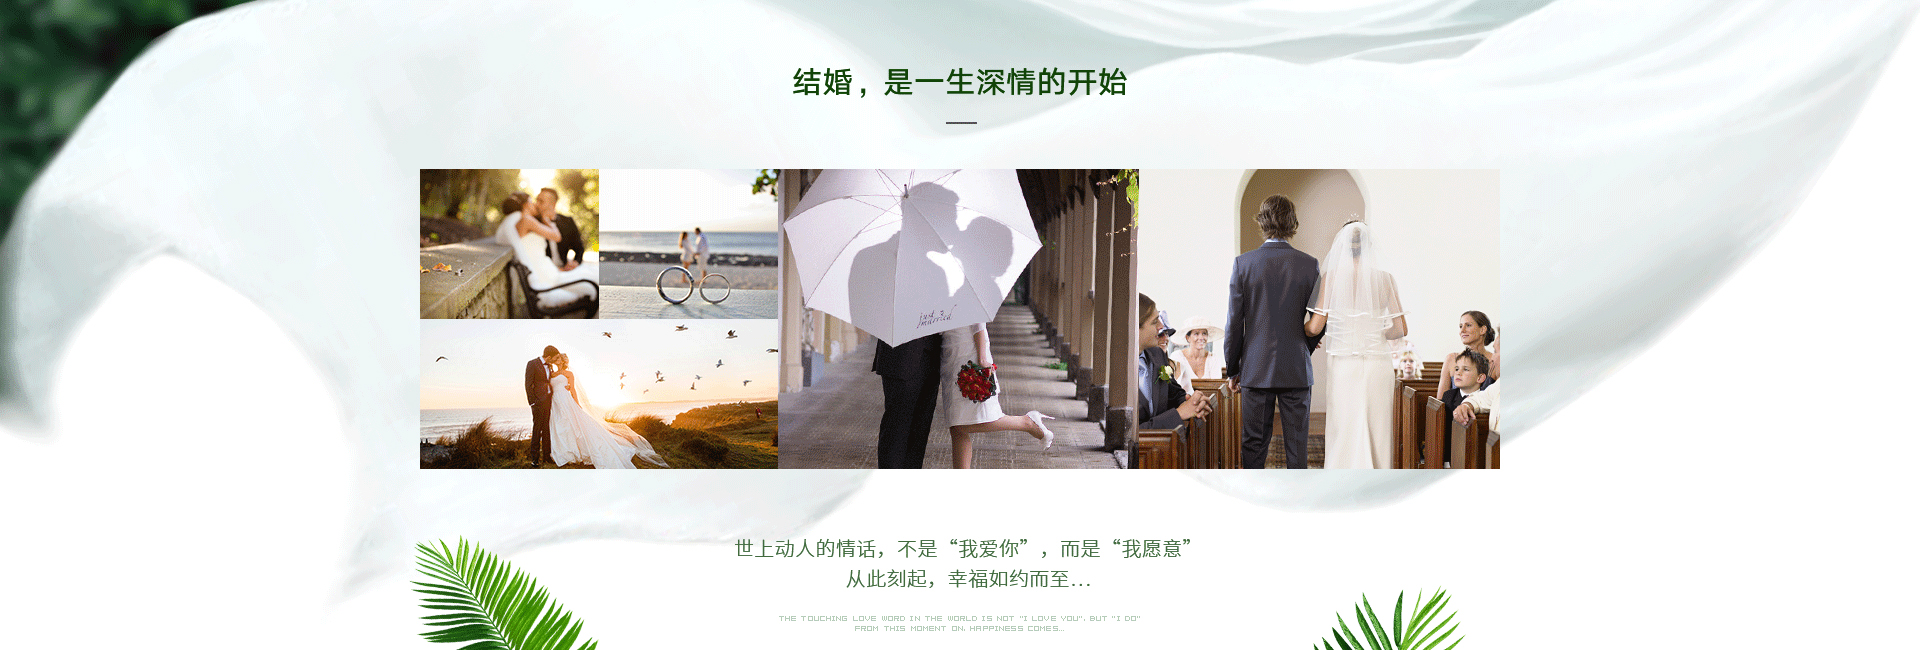 结婚，是一生深情的开始
just
married
世上动人的情话，不是“我爱你”，而是“我愿意”
从此刻起，幸福如约而至...
THE TOUCHING LOVE WORD IN THE WORLD IS NOT "I LOVE YOU", BUT "I DO"
FROM THIS MOMENT ON, HAPPINESS COMES...